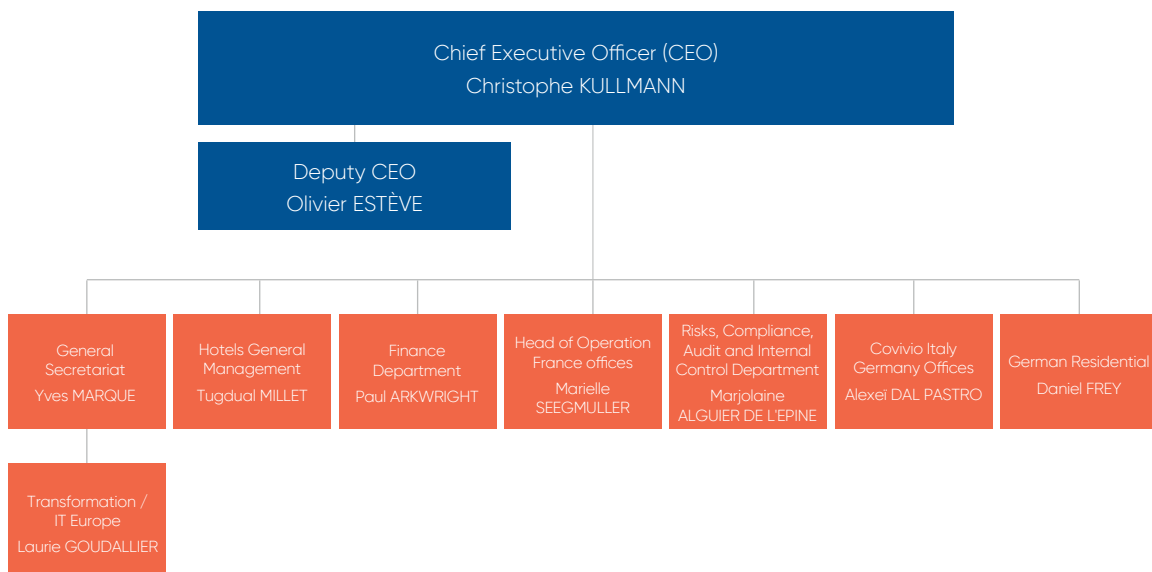 Chief Executive Officer (CEO)
Christophe KULLMANN
Deputy CEO
Olivier ESTÈVE
General
Secretariat
Yves MARQUE
Hotels General
Management
Tugdual MILLET
Finance
Department
Paul ARKWRIGHT
Head of Operation
France offices
Marielle
SEEGMULLER
Risks, Compliance,
Audit and Internal
Control Department
Marjolaine
ALGUIER DE L'EPINE
Covivio Italy
Germany Offices
Alexeï DAL PASTRO
German Residential
Daniel FREY
Transformation /
IT Europe
Laurie GOUDALLIER